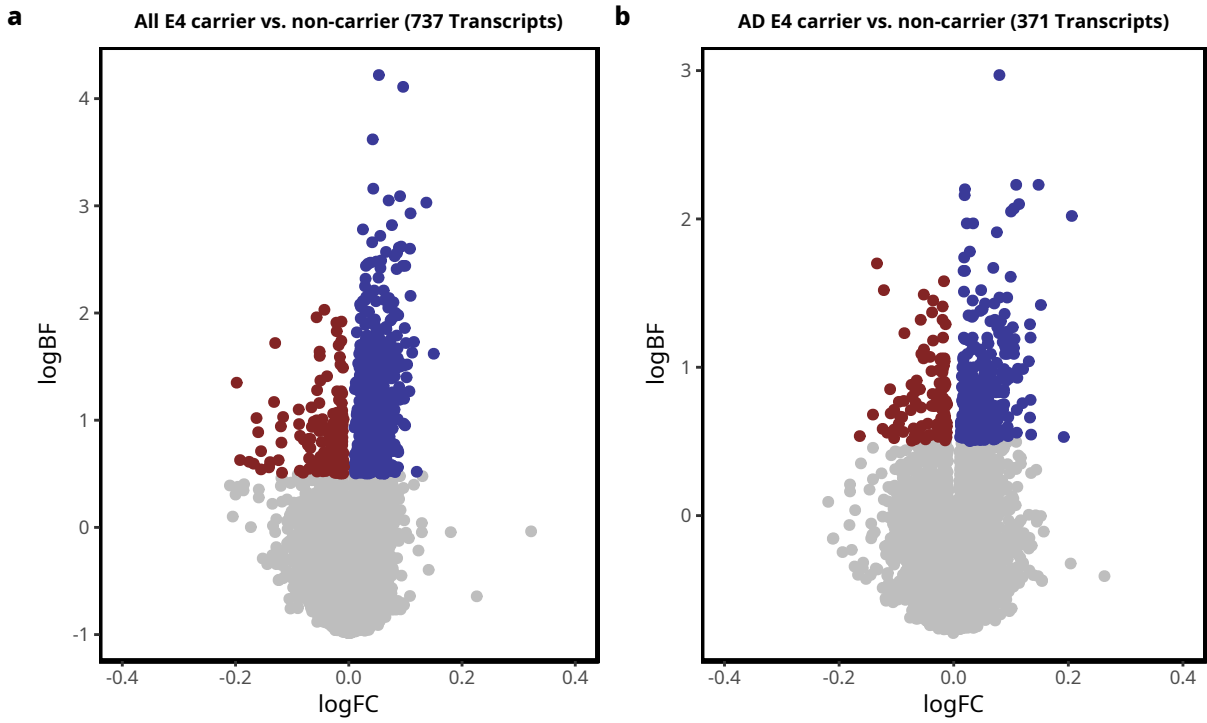 a
All E4 carrier vs. non-carrier (737 Transcripts)
4
3
2
1
0
-1
logBF
-0.4 -0.2 0.0 0.2 0.4
logFC
b
AD E4 carrier vs. non-carrier (371 Transcripts)
3
2
1
0
logBF
-0.4 -0.2 0.0 0.2 0.4
logFC